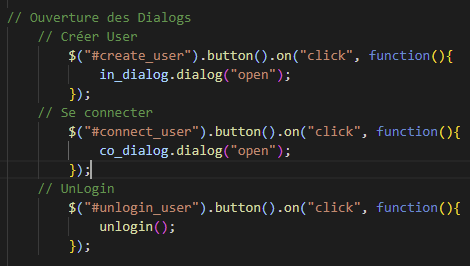 // Ouverture des Dialogs
// Créer User
$("#create_user").button().on("click", function(){
in_dialog.dialog("open");
});
// Se connecter
$("#connect_user").button().on("click", function(){
co_dialog.dialog("open");
});
// UnLogin
$("#unlogin_user").button().on("click", function(){
unlogin();
});